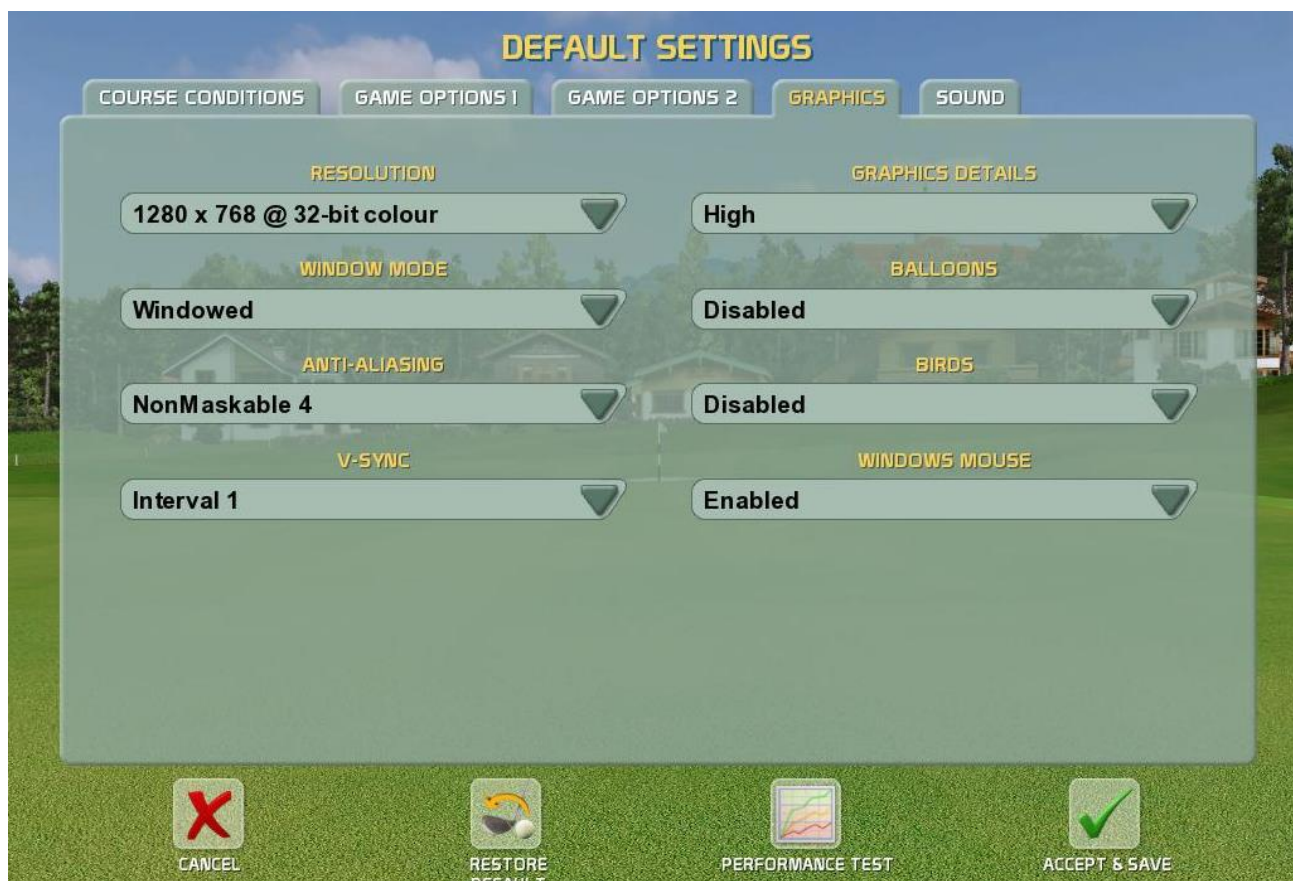 DEFAULT SETTINGS
COURSE CONDITIONS
GAME OPTIONS 1
GAME OPTIONS 2
GRAPHICS
SOUND
RESOLUTION
1280 x 768 @ 32-bit colour
WINDOW MODE
Windowed
ANTI-ALIASING
NonMaskable 4
V-SYNC
Interval 1
GRAPHICS DETAILS
High
BALLOONS
Disabled
BIRDS
Disabled
WINDOWS MOUSE
Enabled
CANCEL
RESTORE
DEFAULT
PERFORMANCE TEST
ACCEPT & SAVE